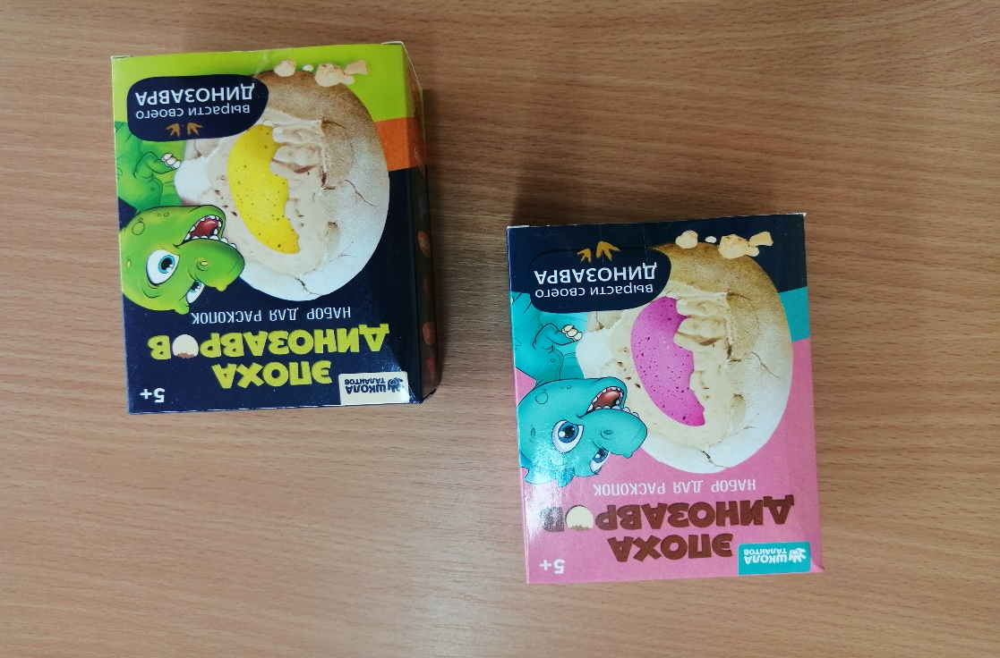 ШКОЛА
ТАЛАНТОВ
5+
ЭПОХА
ДИНОЗАВРОВ
НАБОР ДЛЯ РАСКОПОК
ВЫРАСТИ СВОЕГО
ДИНОЗАВРА
ШКОЛА
ТАЛАНТОВ
5+
ЭПОХА
ДИНОЗАВРОВ
НАБОР ДЛЯ РАСКОПОК
ВЫРАСТИ СВОЕГО
ДИНОЗАВРА